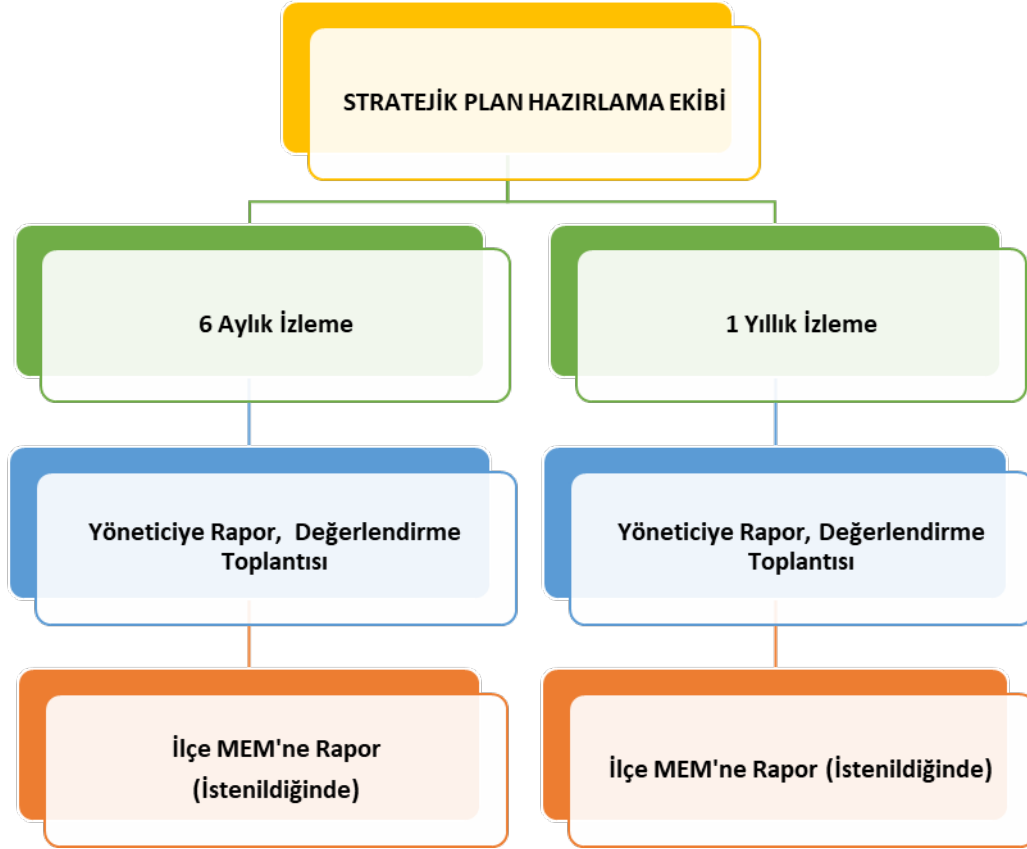 STRATEJİK PLAN HAZIRLAMA EKİBİ
6 Aylık İzleme
1 Yıllık İzleme
Yöneticiye Rapor, Değerlendirme
Toplantısı
Yöneticiye Rapor, Değerlendirme
Toplantısı
İlçe MEM'ne Rapor
(İstenildiğinde)
İlçe MEM'ne Rapor (İstenildiğinde)